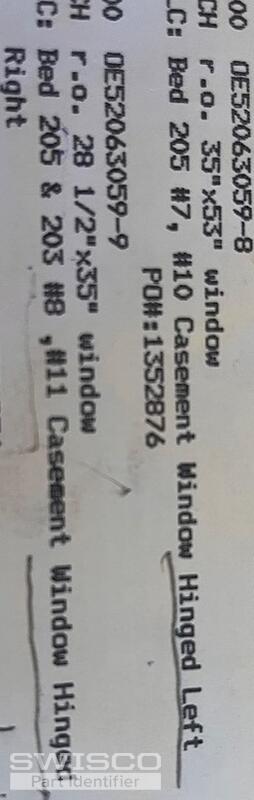 00 OE52063059-8
CH r.o. 35"x53" window
LC: Bed 205 #7, #10 Casement Window Hinged Left
PO#:1352876
00 OE52063059-9
CH r.o. 28 1/2"x35" window
C: Bed 205 & 203 #8 ,#11 Casement Window Hinged
Right
SWISCO
Part Identifier